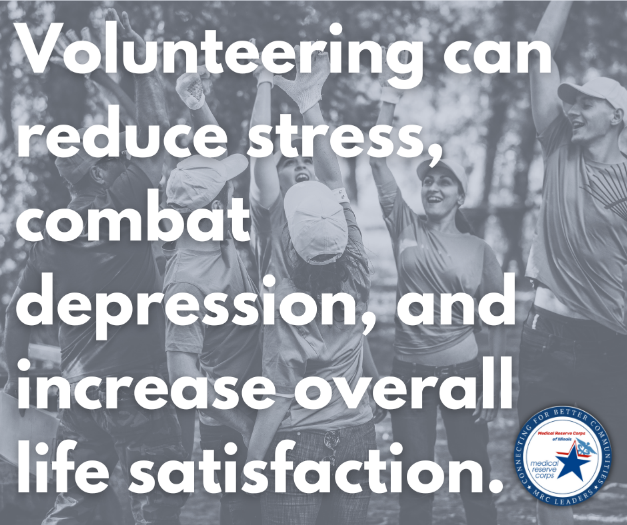 Volunteering can
reduce stress,
combat
depression, and
increase overall
life satisfaction.
CONNECTING FOR BETTER COMMUNITIES
Medical Reserve Corps
of Illinois
medical
reserve
corps
MRC LEADERS